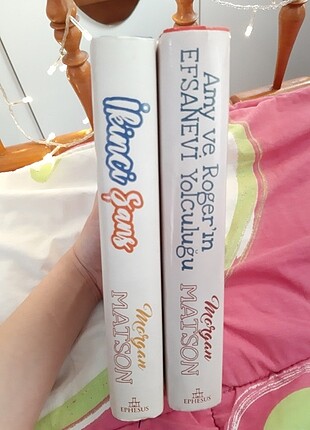 İkinci Şans
Morgan
MATSON
EPHESUS
Amy ve Roger'ın
EFSANEVİ Yolculuğu
Morgan
MATSON
EPHESUS